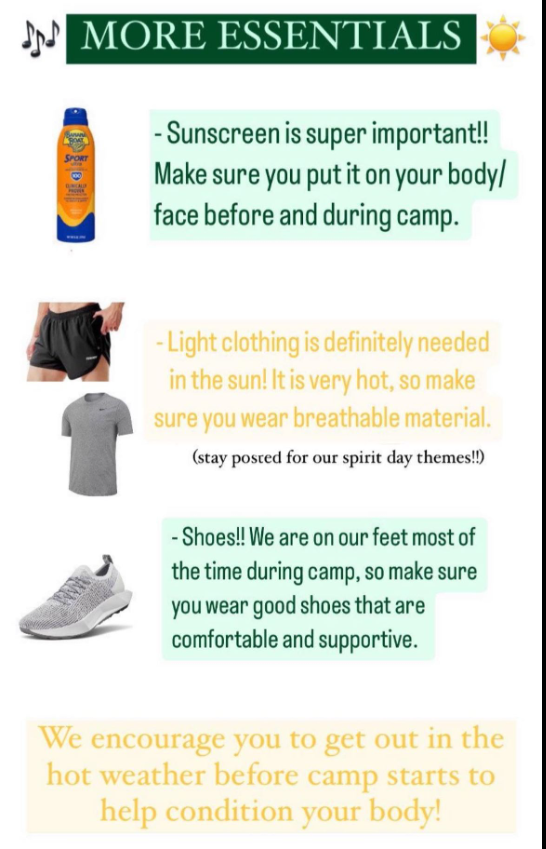 MORE ESSENTIALS
BANANA
BOAT
SPORT
100
- Sunscreen is super important!!
Make sure you put it on your body/
face before and during camp.
- Light clothing is definitely needed
in the sun! It is very hot, so make
sure you wear breathable material.
(stay posted for our spirit day themes!!)
- Shoes!! We are on our feet most of
the time during camp, so make sure
you wear good shoes that are
comfortable and supportive.
We encourage you to get out in the
hot weather before camp starts to
help condition your body!